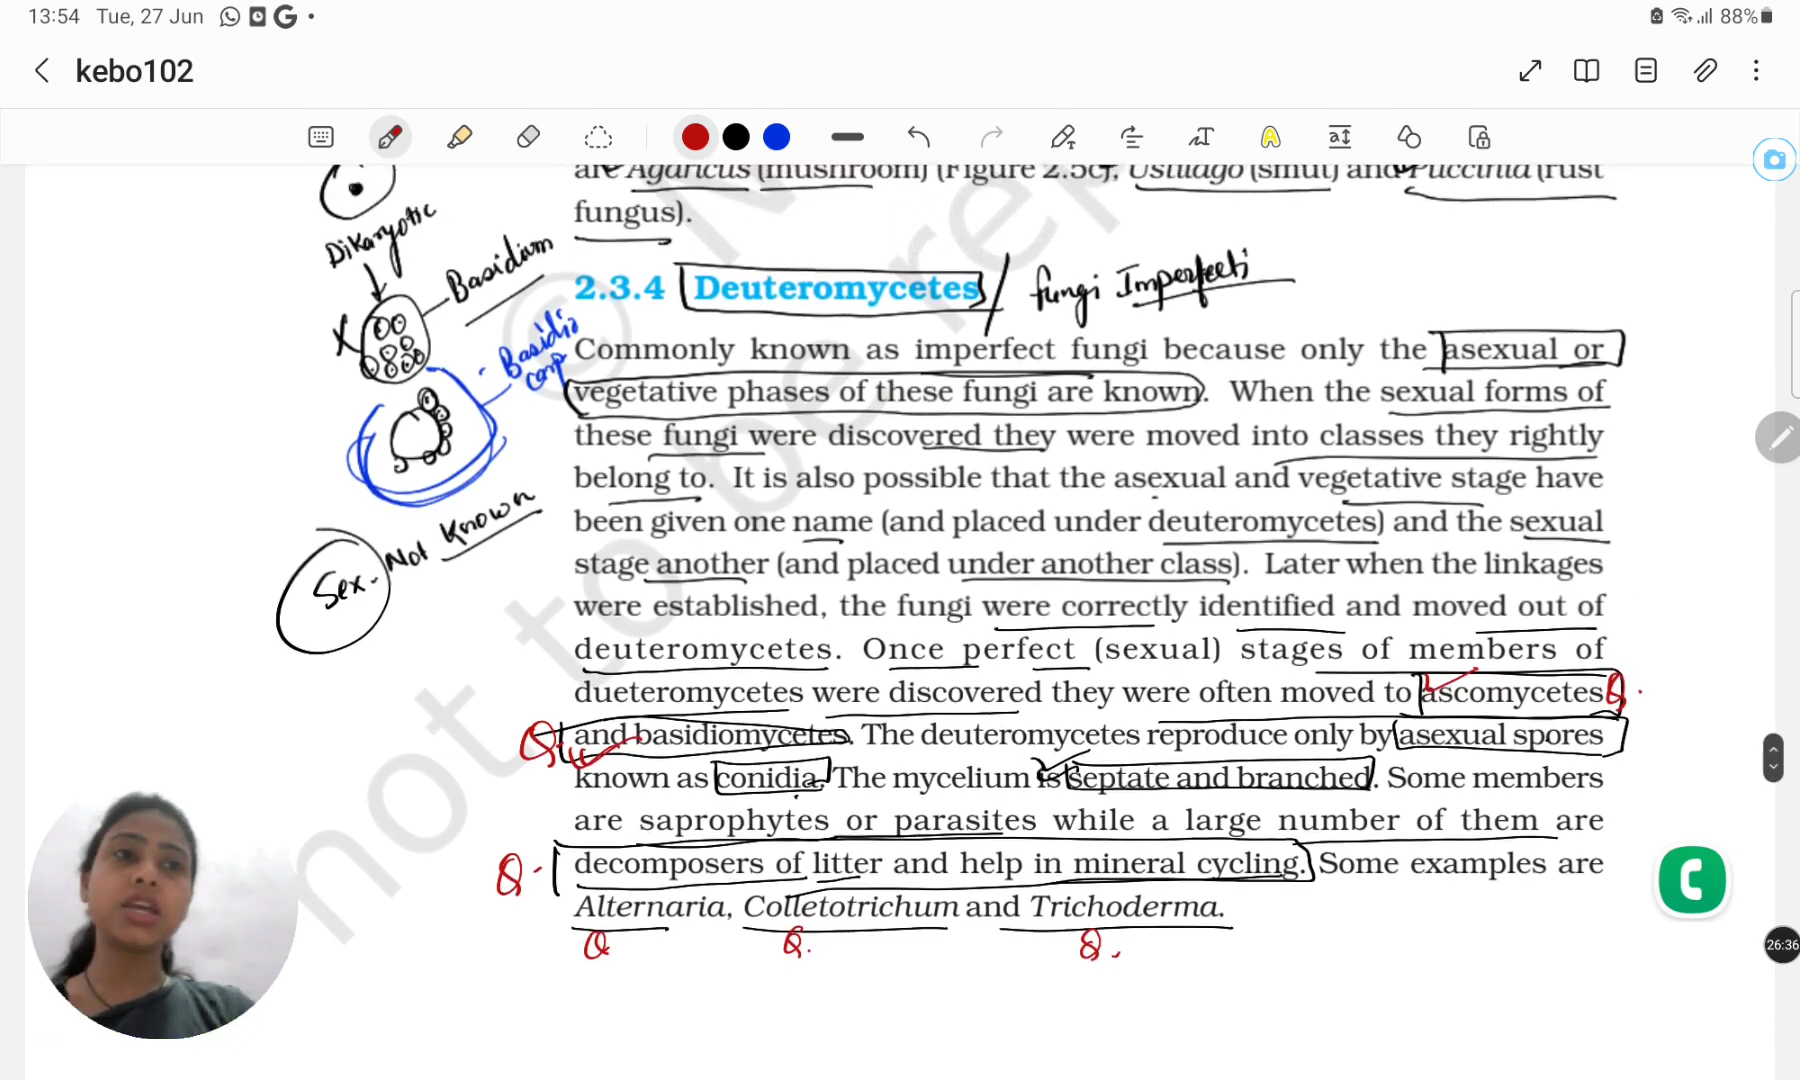 13:54 Tue, 27 Jun
88%
kebo102
are Agaricus (mushroom) (Figure 2.5c), Ustilago (smut) and Puccinia (rust
fungus).
Dikaryotic
Basidium
Basidio
carp
Sex. Not Known
2.3.4 Deuteromycetes / fungi Imperfecti
Commonly known as imperfect fungi because only the asexual or
vegetative phases of these fungi are known. When the sexual forms of
these fungi were discovered they were moved into classes they rightly
belong to. It is also possible that the asexual and vegetative stage have
been given one name (and placed under deuteromycetes) and the sexual
stage another (and placed under another class). Later when the linkages
were established, the fungi were correctly identified and moved out of
deuteromycetes. Once perfect (sexual) stages of members of
dueteromycetes were discovered they were often moved to ascomycetes Q.
Q. and basidiomycetes. The deuteromycetes reproduce only by asexual spores
known as conidia. The mycelium is septate and branched. Some members
are saprophytes or parasites while a large number of them are
Q. decomposers of litter and help in mineral cycling. Some examples are
Alternaria, Colletotrichum and Trichoderma.
Q Q. Q.
26:36
not to be rep